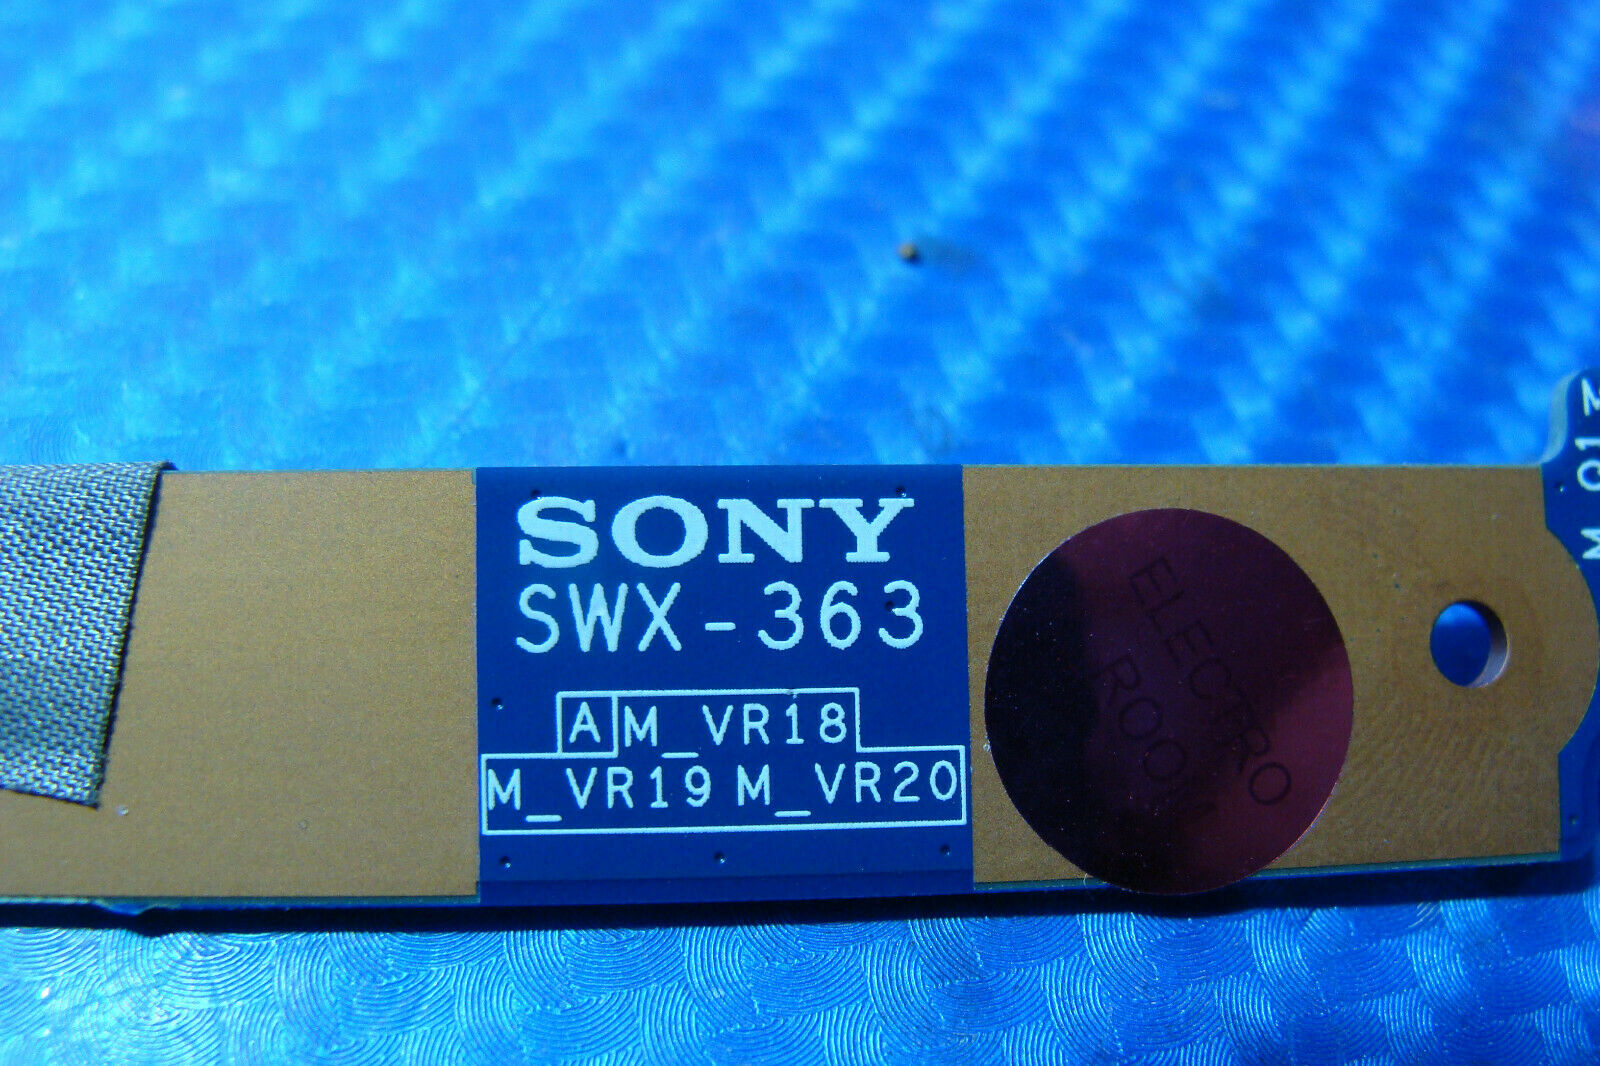 SONY
SWX-363
A M_VR18
M_VR19 M_VR20
ELECTRO
ROOM